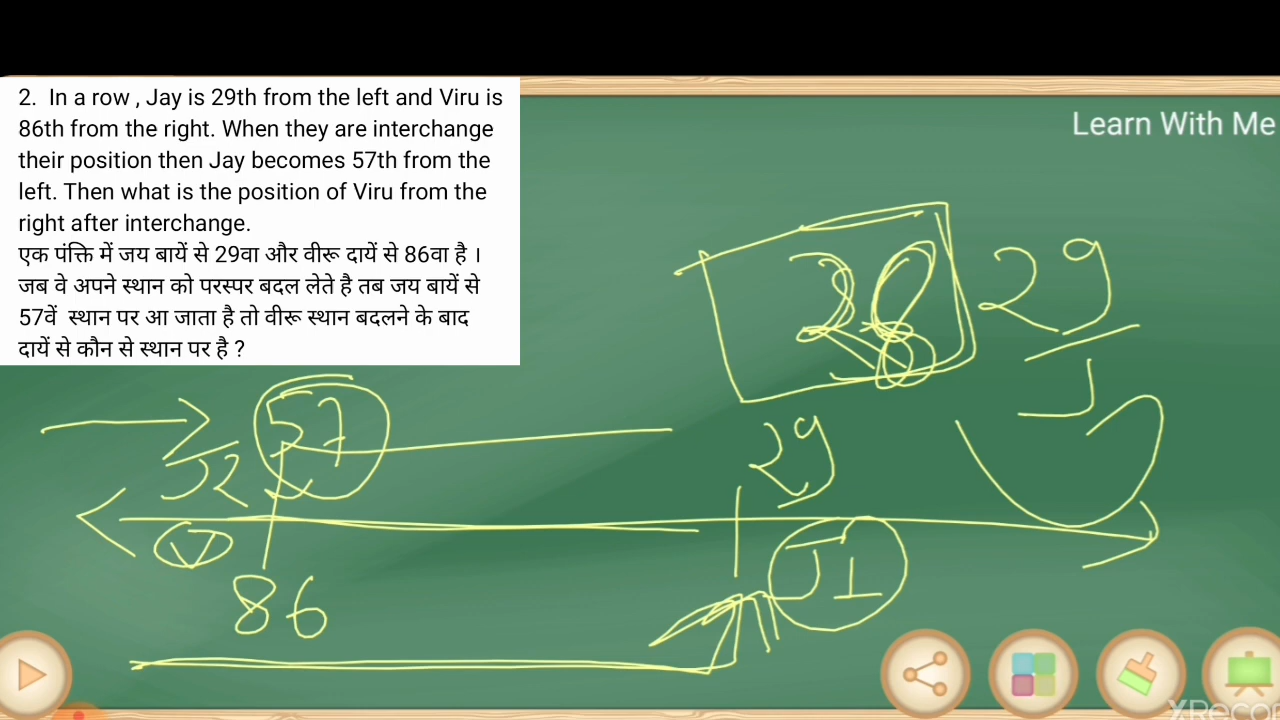 2. In a row , Jay is 29th from the left and Viru is
86th from the right. When they are interchange
their position then Jay becomes 57th from the
left. Then what is the position of Viru from the
right after interchange.
एक पंक्ति में जय बायें से 29वा और वीरू दायें से 86वा है ।
जब वे अपने स्थान को परस्पर बदल लेते है तब जय बायें से
57वें स्थान पर आ जाता है तो वीरू स्थान बदलने के बाद
दायें से कौन से स्थान पर है ?
Learn With Me
28
29
J
57
29
V
86
XRecor